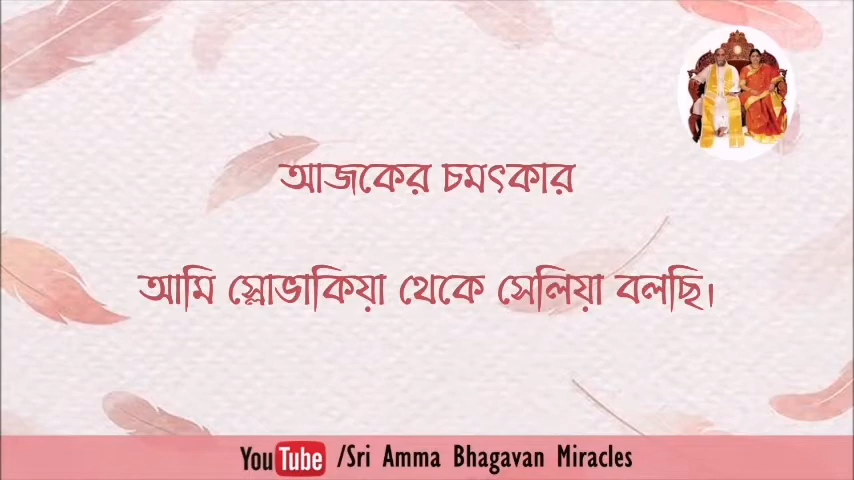 আজকের চমৎকার
আমি স্লোভাকিয়া থেকে সেলিয়া বলছি।
YouTube /Sri Amma Bhagavan Miracles